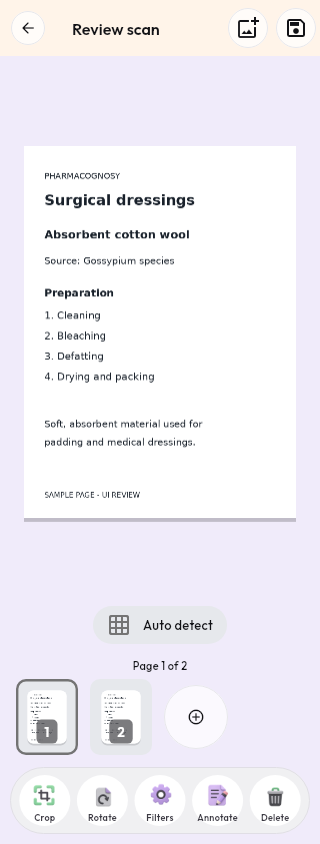 Review scan
PHARMACOGNOSY
Surgical dressings
Absorbent cotton wool
Source: Gossypium species
Preparation
1. Cleaning
2. Bleaching
3. Defatting
4. Drying and packing
Soft, absorbent material used for
padding and medical dressings.
SAMPLE PAGE - UI REVIEW
Auto detect
Page 1 of 2
1
2
Crop
Rotate
Filters
Annotate
Delete